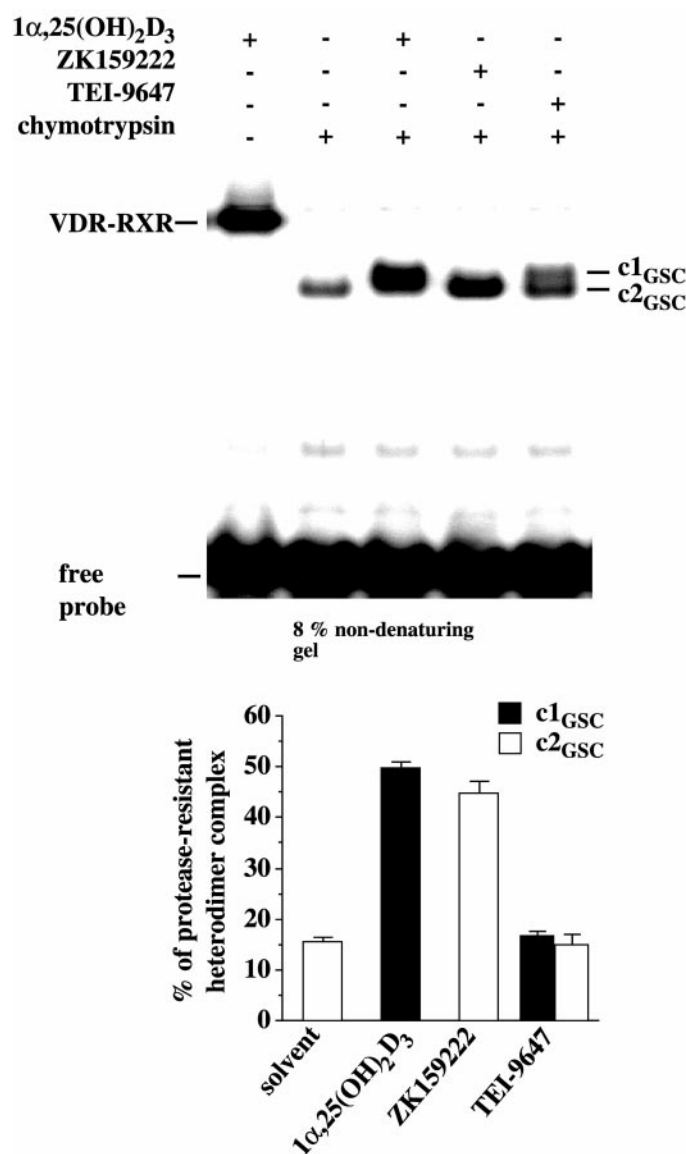 1α,25(OH)₂D₃ + - + - -
ZK159222 - - - + -
TEI-9647 - - - - +
chymotrypsin - + + + +
VDR-RXR
c1GSC
c2GSC
free
probe
8 % non-denaturing
gel
c1GSC
c2GSC
% of protease-resistant
heterodimer complex
60
50
40
30
20
10
0
solvent
1α,25(OH)₂D₃
ZK159222
TEI-9647